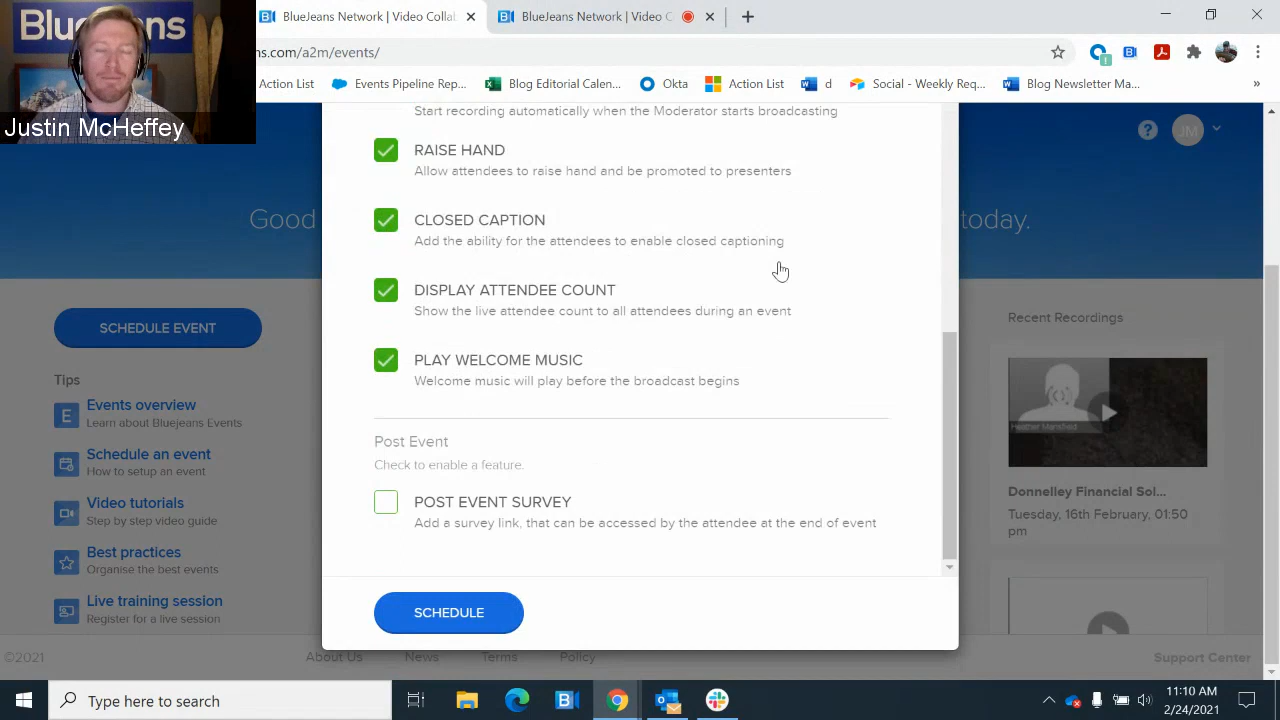 BlueJeans
Justin McHeffey
BlueJeans Network | Video Collab
BlueJeans Network | Video C
ns.com/a2m/events/
Action List
Events Pipeline Rep...
Blog Editorial Calen...
Okta
Action List
d
Social - Weekly Req...
Blog Newsletter Ma...
»
Start recording automatically when the Moderator starts broadcasting
RAISE HAND
Allow attendees to raise hand and be promoted to presenters
CLOSED CAPTION
Add the ability for the attendees to enable closed captioning
DISPLAY ATTENDEE COUNT
Show the live attendee count to all attendees during an event
PLAY WELCOME MUSIC
Welcome music will play before the broadcast begins
Post Event
Check to enable a feature.
POST EVENT SURVEY
Add a survey link, that can be accessed by the attendee at the end of event
SCHEDULE
? JM
Good
today.
SCHEDULE EVENT
Tips
E
Events overview
Learn about Bluejeans Events
Schedule an event
How to setup an event
Video tutorials
Step by step video guide
Best practices
Organise the best events
Live training session
Register for a live session
Recent Recordings
Heather Mansfield
Donnelley Financial Sol...
Tuesday, 16th February, 01:50
pm
©2021
About Us
News
Terms
Policy
Support Center
Type here to search
11:10 AM
2/24/2021